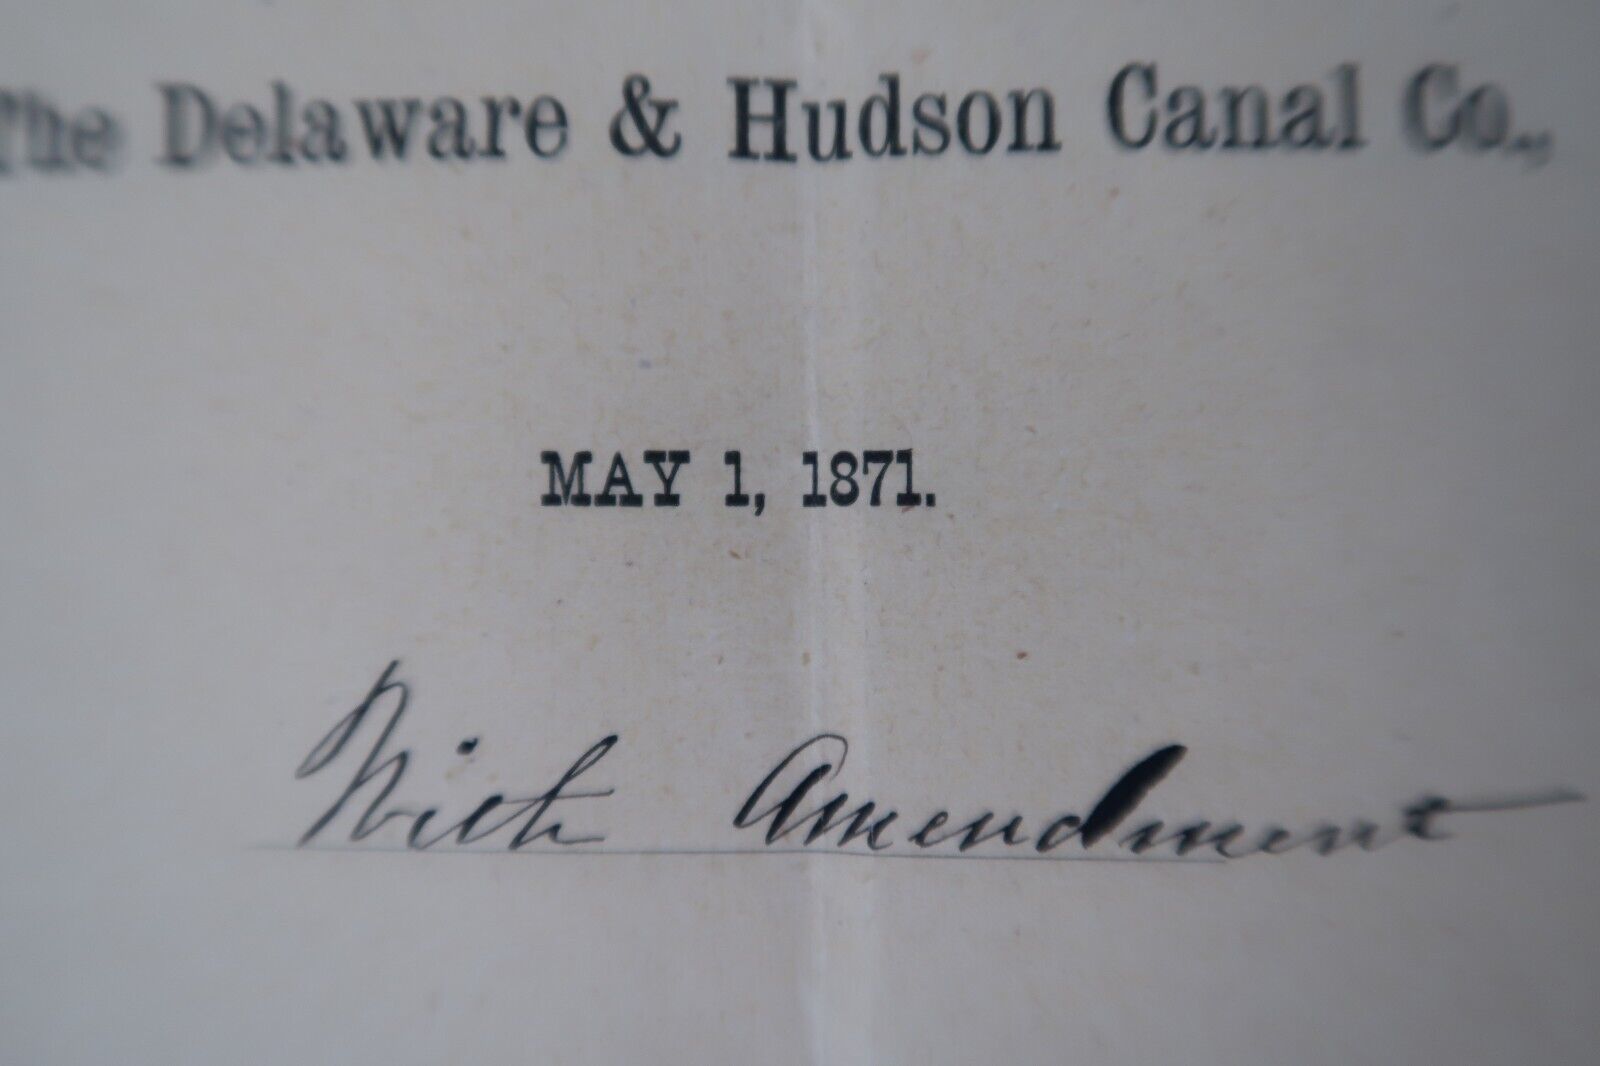 The Delaware & Hudson Canal Co.,
MAY 1, 1871.
With Amendment